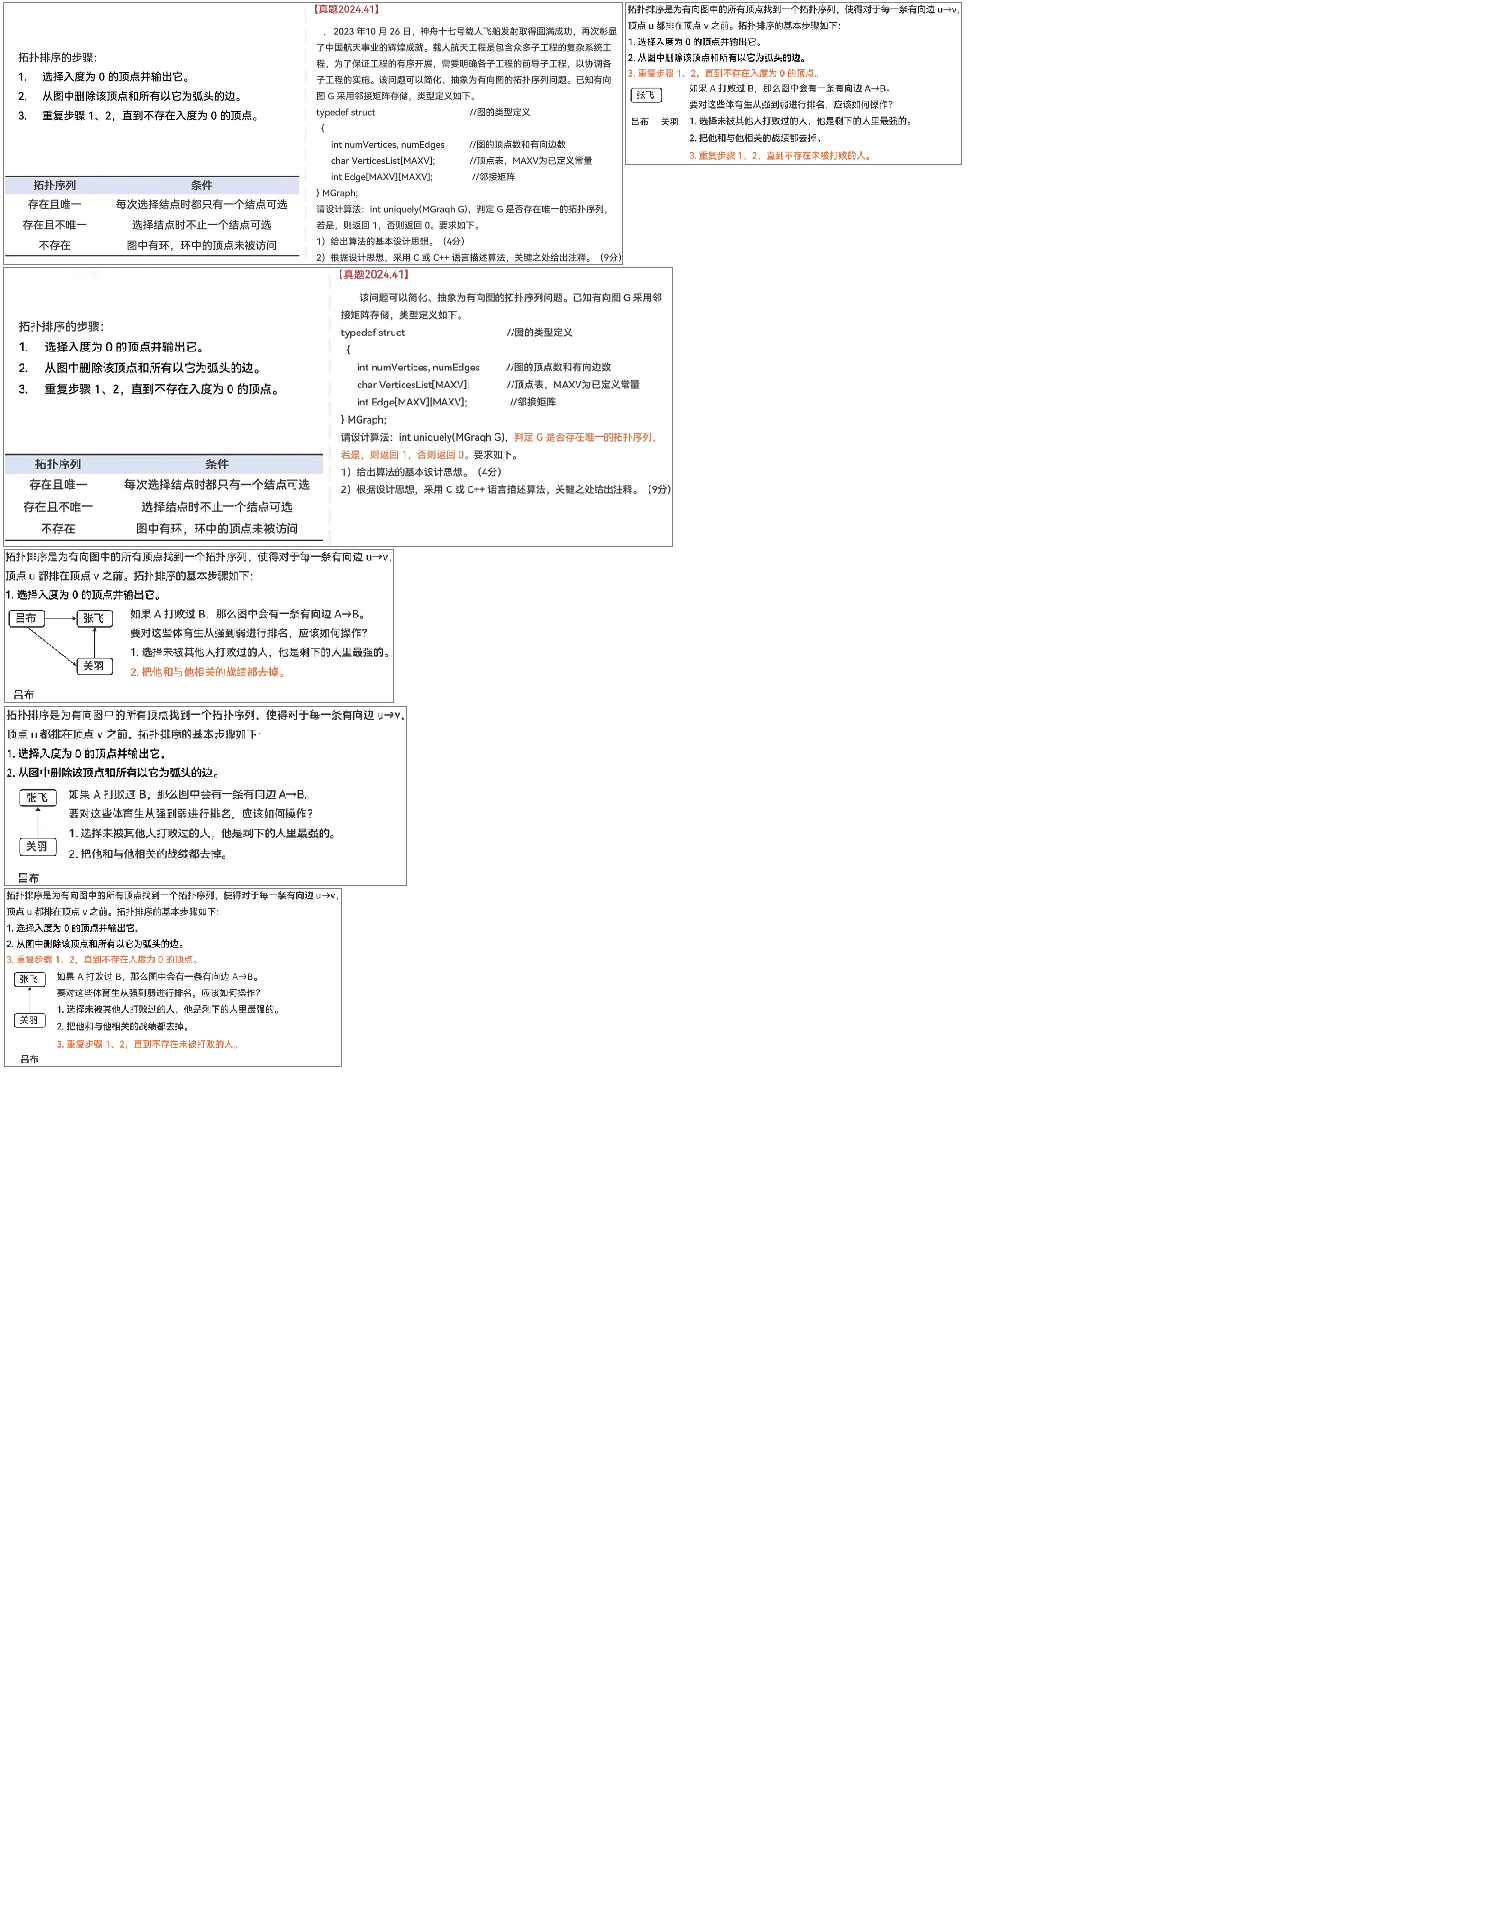 拓扑排序的步骤：
1. 选择入度为 0 的顶点并输出它。
2. 从图中删除该顶点和所有以它为弧头的边。
3. 重复步骤 1、2，直到不存在入度为 0 的顶点。
拓扑序列 条件
存在且唯一 每次选择结点时都只有一个结点可选
存在且不唯一 选择结点时不止一个结点可选
不存在 图中有环，环中的顶点未被访问
【真题2024.41】
2023 年10 月 26 日，神舟十七号载人飞船发射取得圆满成功，再次彰显
了中国航天事业的辉煌成就。载人航天工程是包含众多子工程的复杂系统工
程，为了保证工程的有序开展，需要明确各子工程的前导子工程，以协调各
子工程的实施。该问题可以简化、抽象为有向图的拓扑序列问题。已知有向
图 G 采用邻接矩阵存储，类型定义如下。
typedef struct //图的类型定义
{
int numVertices, numEdges //图的顶点数和有向边数
char VerticesList[MAXV]; //顶点表，MAXV为已定义常量
int Edge[MAXV][MAXV]; //邻接矩阵
} MGraph;
请设计算法：int uniquely(MGraqh G)，判定 G 是否存在唯一的拓扑序列，
若是，则返回 1，否则返回 0。要求如下。
1）给出算法的基本设计思想。（4分）
2）根据设计思想，采用 C 或 C++ 语言描述算法，关键之处给出注释。（9分）
拓扑排序是为有向图中的所有顶点找到一个拓扑序列，使得对于每一条有向边 u→v，
顶点 u 都排在顶点 v 之前。拓扑排序的基本步骤如下：
1. 选择入度为 0 的顶点并输出它。
2. 从图中删除该顶点和所有以它为弧头的边。
3. 重复步骤 1、2，直到不存在入度为 0 的顶点。
张飞
吕布 关羽
如果 A 打败过 B，那么图中会有一条有向边 A→B。
要对这些体育生从强到弱进行排名，应该如何操作？
1. 选择未被其他人打败过的人，他是剩下的人里最强的。
2. 把他和与他相关的战绩都去掉。
3. 重复步骤 1、2，直到不存在未被打败的人。
拓扑排序的步骤：
1. 选择入度为 0 的顶点并输出它。
2. 从图中删除该顶点和所有以它为弧头的边。
3. 重复步骤 1、2，直到不存在入度为 0 的顶点。
拓扑序列 条件
存在且唯一 每次选择结点时都只有一个结点可选
存在且不唯一 选择结点时不止一个结点可选
不存在 图中有环，环中的顶点未被访问
【真题2024.41】
该问题可以简化、抽象为有向图的拓扑序列问题。已知有向图 G 采用邻
接矩阵存储，类型定义如下。
typedef struct //图的类型定义
{
int numVertices, numEdges //图的顶点数和有向边数
char VerticesList[MAXV]; //顶点表，MAXV为已定义常量
int Edge[MAXV][MAXV]; //邻接矩阵
} MGraph;
请设计算法：int uniquely(MGraqh G)，判定 G 是否存在唯一的拓扑序列，
若是，则返回 1，否则返回 0。要求如下。
1）给出算法的基本设计思想。（4分）
2）根据设计思想，采用 C 或 C++ 语言描述算法，关键之处给出注释。（9分）
拓扑排序是为有向图中的所有顶点找到一个拓扑序列，使得对于每一条有向边 u→v，
顶点 u 都排在顶点 v 之前。拓扑排序的基本步骤如下：
1. 选择入度为 0 的顶点并输出它。
吕布 张飞
关羽
吕布
如果 A 打败过 B，那么图中会有一条有向边 A→B。
要对这些体育生从强到弱进行排名，应该如何操作？
1. 选择未被其他人打败过的人，他是剩下的人里最强的。
2. 把他和与他相关的战绩都去掉。
拓扑排序是为有向图中的所有顶点找到一个拓扑序列，使得对于每一条有向边 u→v，
顶点 u 都排在顶点 v 之前。拓扑排序的基本步骤如下：
1. 选择入度为 0 的顶点并输出它。
2. 从图中删除该顶点和所有以它为弧头的边。
张飞
关羽
吕布
如果 A 打败过 B，那么图中会有一条有向边 A→B。
要对这些体育生从强到弱进行排名，应该如何操作？
1. 选择未被其他人打败过的人，他是剩下的人里最强的。
2. 把他和与他相关的战绩都去掉。
拓扑排序是为有向图中的所有顶点找到一个拓扑序列，使得对于每一条有向边 u→v，
顶点 u 都排在顶点 v 之前。拓扑排序的基本步骤如下：
1. 选择入度为 0 的顶点并输出它。
2. 从图中删除该顶点和所有以它为弧头的边。
3. 重复步骤 1、2，直到不存在入度为 0 的顶点。
张飞
关羽
吕布
如果 A 打败过 B，那么图中会有一条有向边 A→B。
要对这些体育生从强到弱进行排名，应该如何操作？
1. 选择未被其他人打败过的人，他是剩下的人里最强的。
2. 把他和与他相关的战绩都去掉。
3. 重复步骤 1、2，直到不存在未被打败的人。